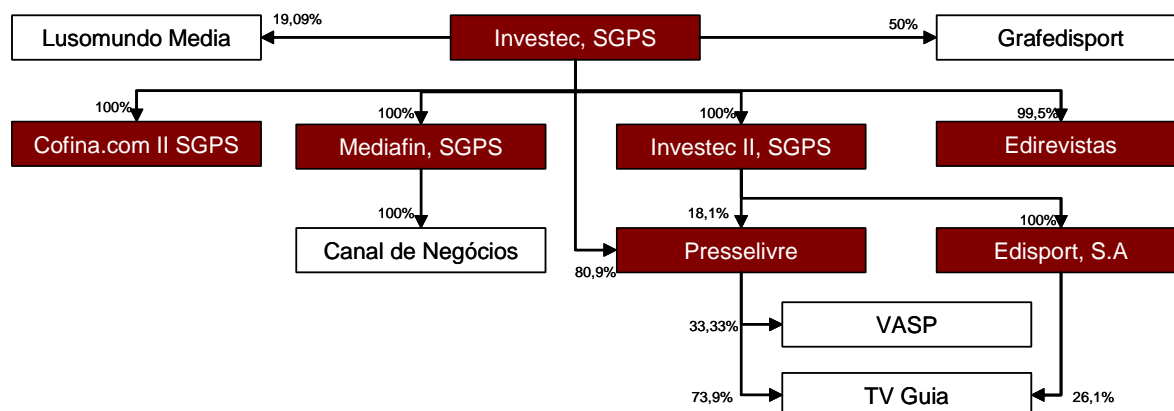 19,09%
50%
Lusomundo Media
Investec, SGPS
Grafedisport
100%
100%
100%
99,5%
Cofina.com II SGPS
Mediafin, SGPS
Investec II, SGPS
Edirevistas
100%
18,1%
100%
Canal de Negócios
Presselivre
Edisport, S.A
80,9%
33,33%
VASP
73,9%
TV Guia
26,1%